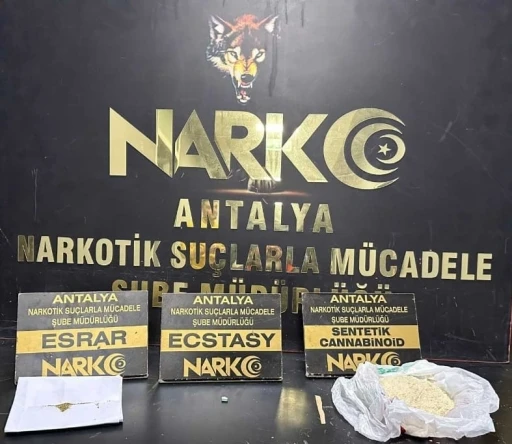 NARKO
ANTALYA
NARKOTİK SUÇLARLA MÜCADELE
ŞUBE MÜDÜRLÜĞÜ
ANTALYA
NARKOTİK SUÇLARLA MÜCADELE
ŞUBE MÜDÜRLÜĞÜ
ESRAR
NARKO
ANTALYA
NARKOTİK SUÇLARLA MÜCADELE
ŞUBE MÜDÜRLÜĞÜ
ECSTASY
NARKO
ANTALYA
NARKOTİK SUÇLARLA MÜCADELE
ŞUBE MÜDÜRLÜĞÜ
SENTETİK
CANNABİNOİD
NARKO